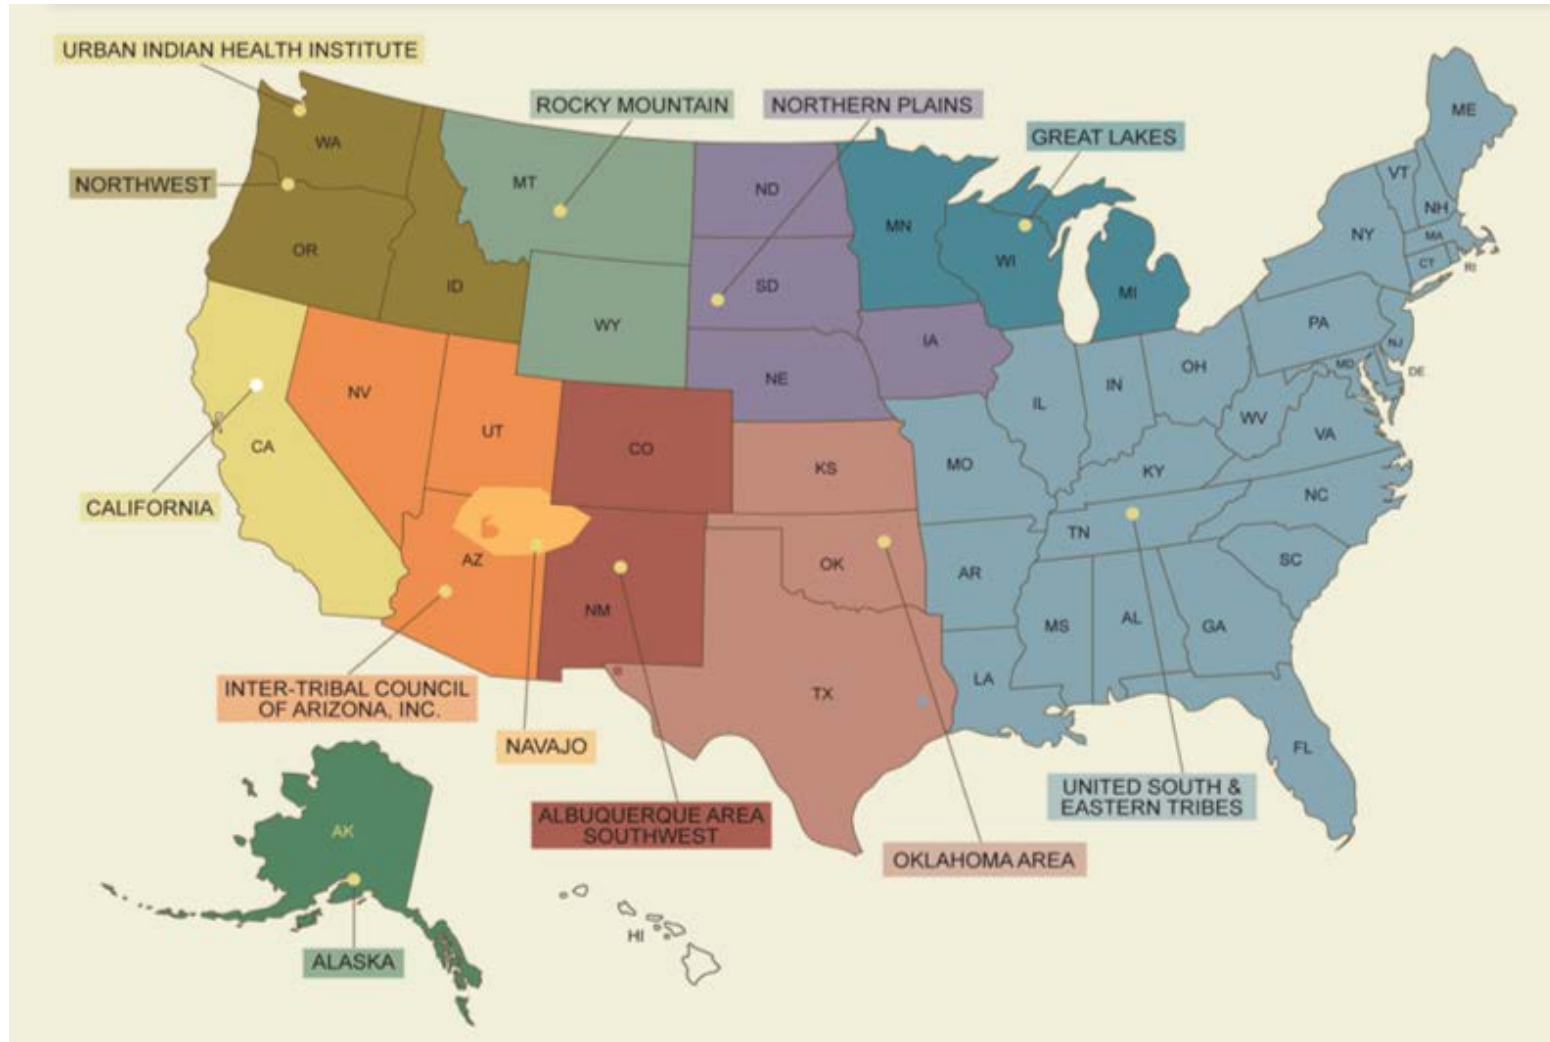 URBAN INDIAN HEALTH INSTITUTE
ROCKY MOUNTAIN
NORTHERN PLAINS
GREAT LAKES
NORTHWEST
WA
OR
ID
MT
WY
ND
SD
NE
IA
MN
WI
MI
ME
VT
NH
NY
MA
CT
RI
PA
NJ
MD
DE
OH
IN
IL
WV
VA
KY
NC
TN
SC
MO
AR
KS
OK
CO
UT
NV
CA
CALIFORNIA
AZ
NM
TX
LA
MS
AL
GA
FL
INTER-TRIBAL COUNCIL
OF ARIZONA, INC.
NAVAJO
ALBUQUERQUE AREA
SOUTHWEST
OKLAHOMA AREA
UNITED SOUTH &
EASTERN TRIBES
AK
ALASKA
HI